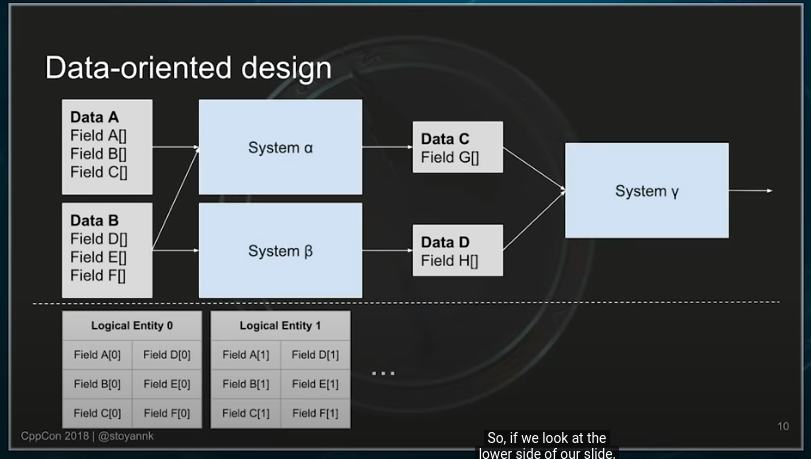 Data-oriented design
Data A
Field A[]
Field B[]
Field C[]
System α
Data B
Field D[]
Field E[]
Field F[]
System β
Data C
Field G[]
Data D
Field H[]
System γ
Logical Entity 0
Field A[0] Field D[0]
Field B[0] Field E[0]
Field C[0] Field F[0]
Logical Entity 1
Field A[1] Field D[1]
Field B[1] Field E[1]
Field C[1] Field F[1]
...
CppCon 2018 | @stoyannk
10
So, if we look at the
lower side of our slide,